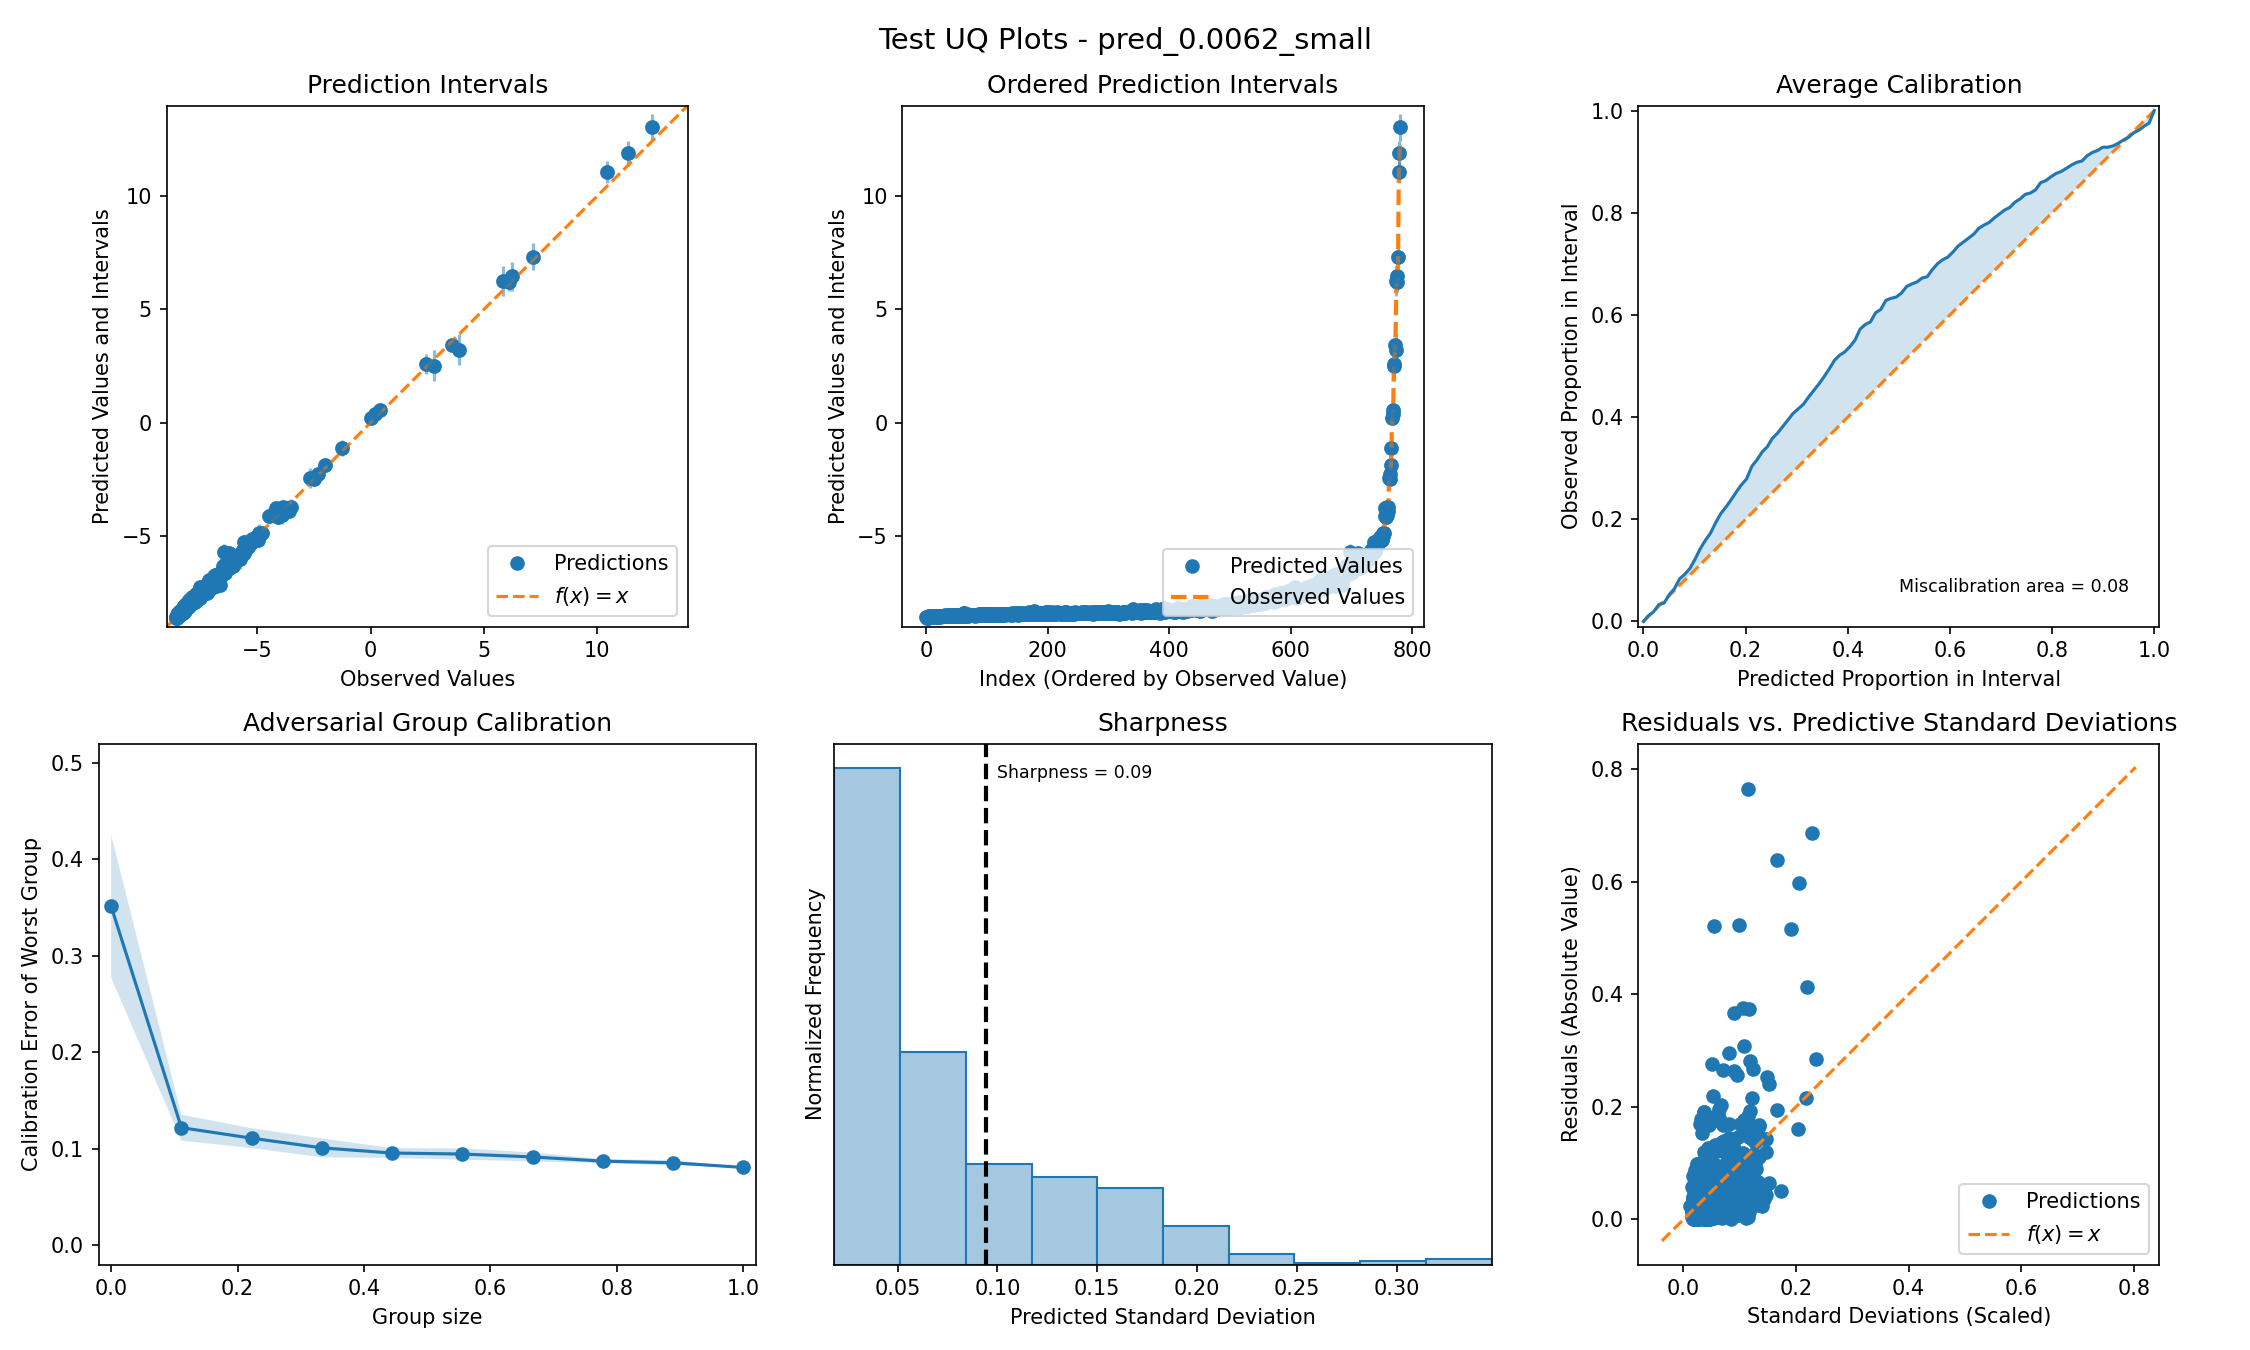 Test UQ Plots - pred_0.0062_small
Prediction Intervals
Predicted Values and Intervals
10
5
0
−5
−5
0
5
10
Observed Values
Predictions
f(x) = x
Ordered Prediction Intervals
Predicted Values and Intervals
10
5
0
−5
0
200
400
600
800
Index (Ordered by Observed Value)
Predicted Values
Observed Values
Average Calibration
Observed Proportion in Interval
1.0
0.8
0.6
0.4
0.2
0.0
0.0
0.2
0.4
0.6
0.8
1.0
Predicted Proportion in Interval
Miscalibration area = 0.08
Adversarial Group Calibration
Calibration Error of Worst Group
0.5
0.4
0.3
0.2
0.1
0.0
0.0
0.2
0.4
0.6
0.8
1.0
Group size
Sharpness
Normalized Frequency
Sharpness = 0.09
0.05
0.10
0.15
0.20
0.25
0.30
Predicted Standard Deviation
Residuals vs. Predictive Standard Deviations
Residuals (Absolute Value)
0.8
0.6
0.4
0.2
0.0
0.0
0.2
0.4
0.6
0.8
Standard Deviations (Scaled)
Predictions
f(x) = x